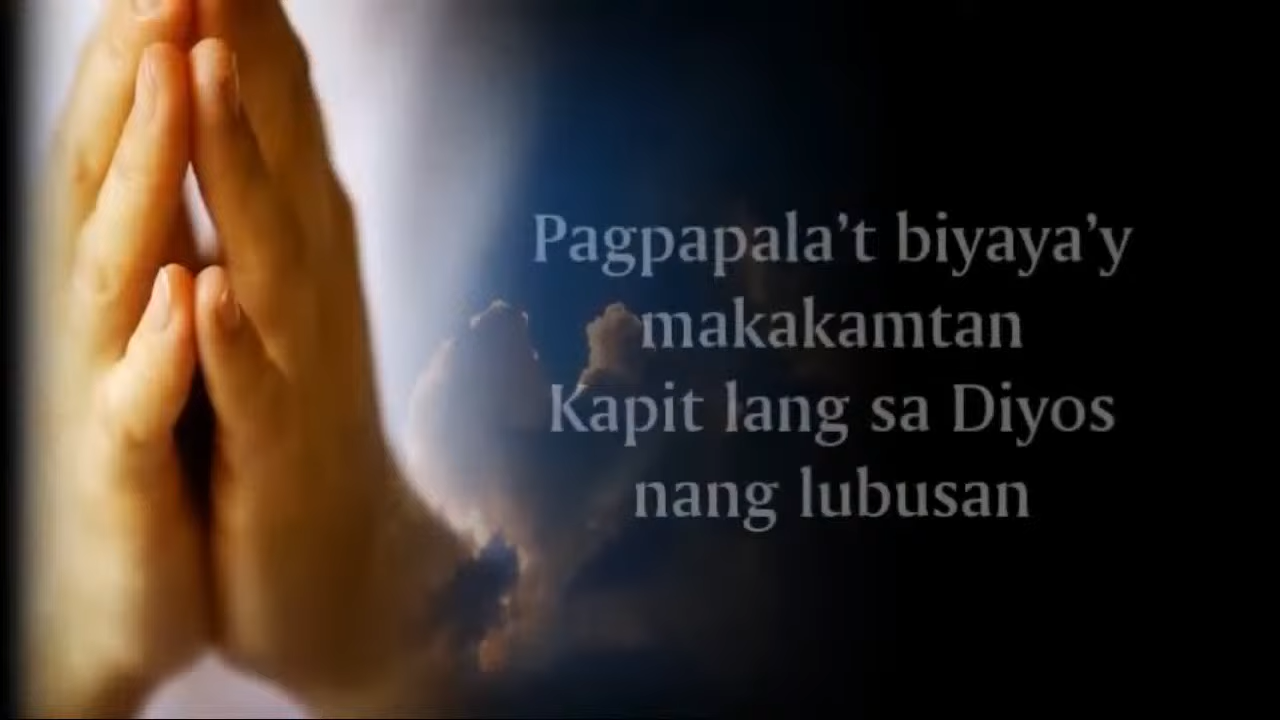 Pagpapala’t biyaya’y
makakamtan
Kapit lang sa Diyos
nang lubusan